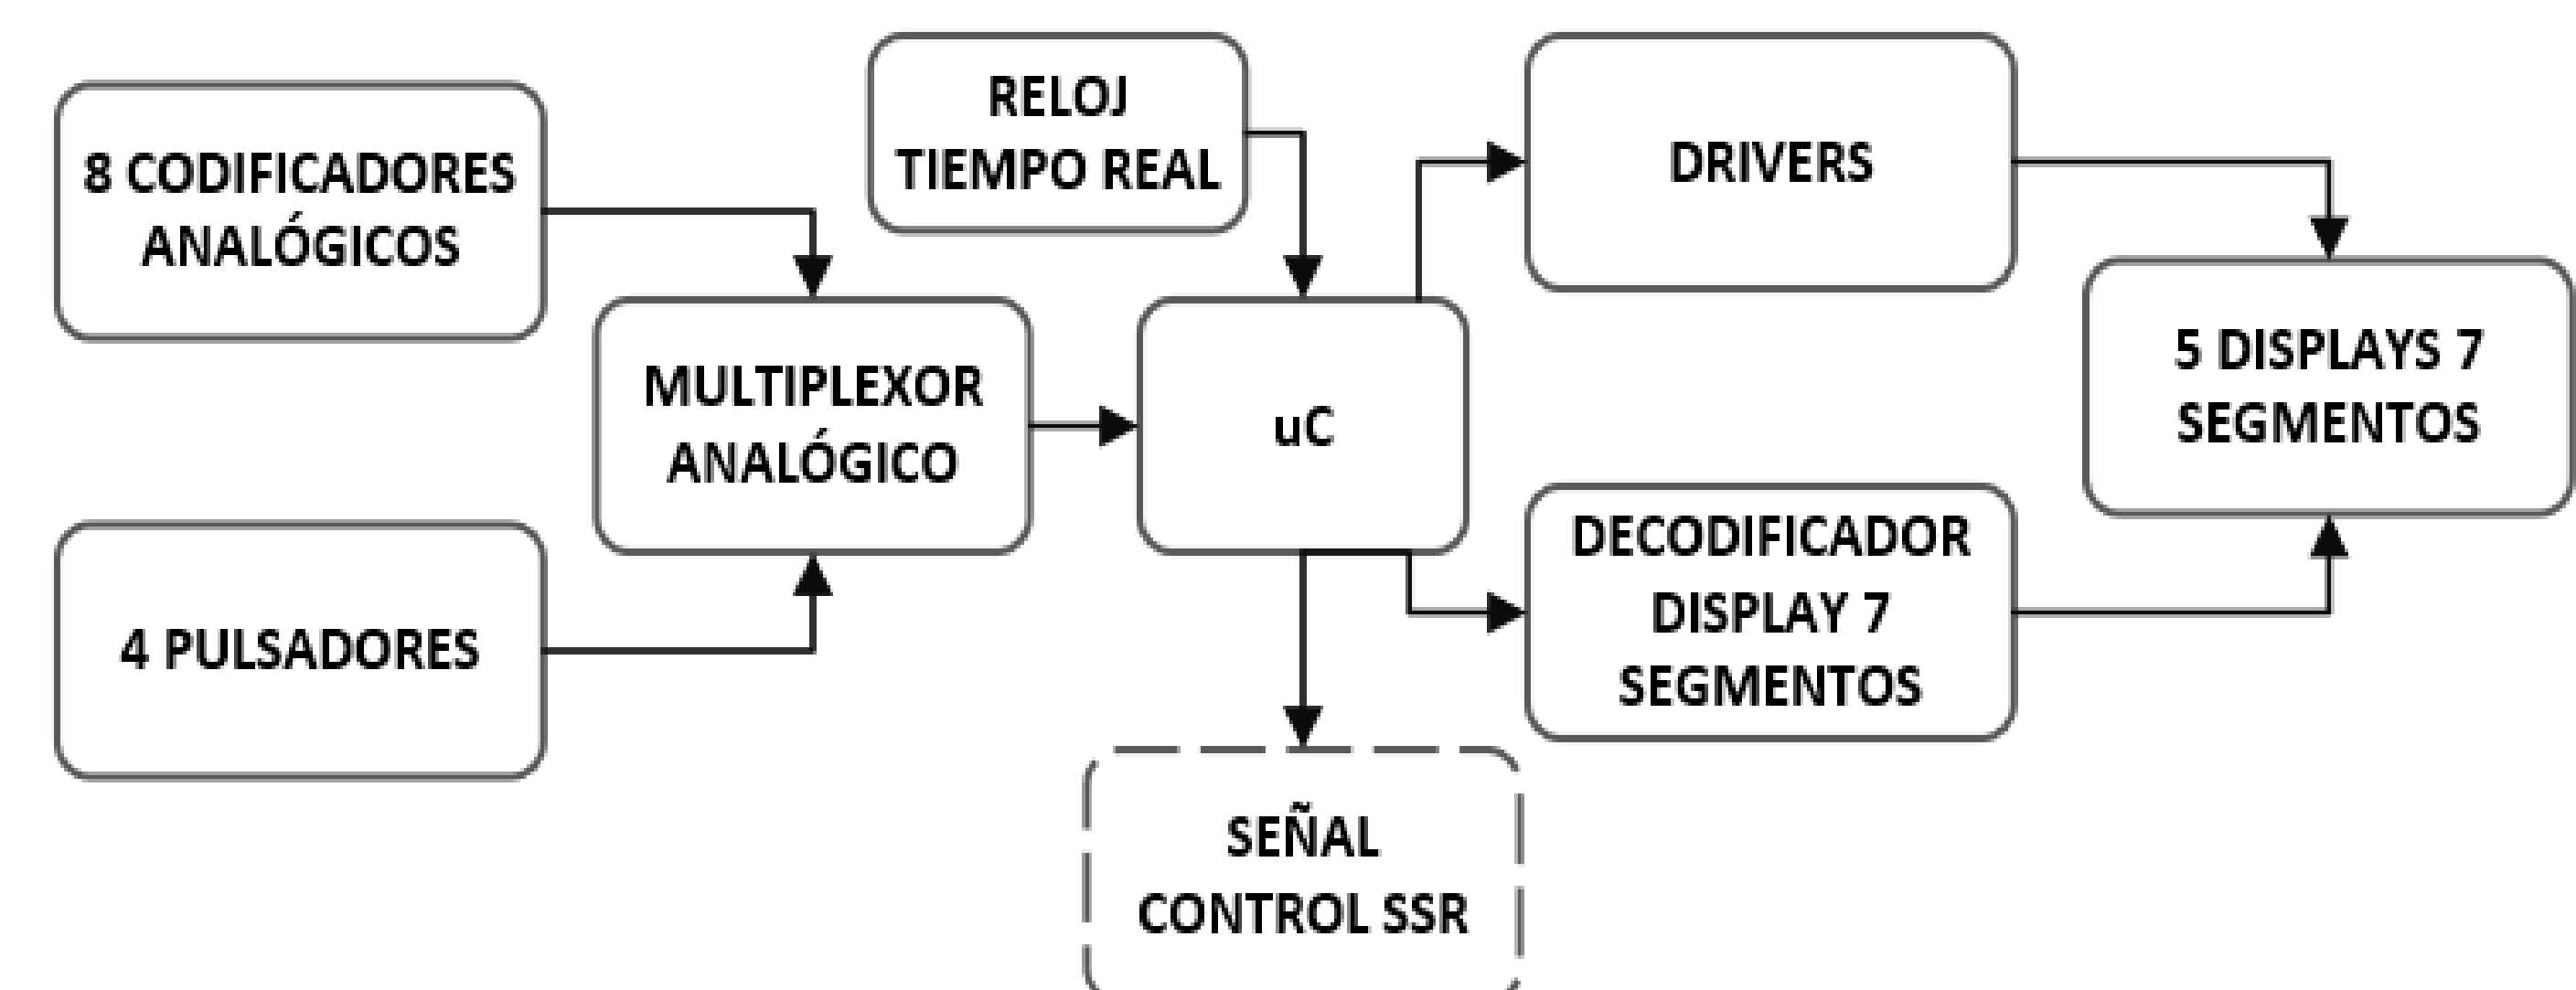 8 CODIFICADORES
ANALÓGICOS
RELOJ
TIEMPO REAL
DRIVERS
MULTIPLEXOR
ANALÓGICO
uC
5 DISPLAYS 7
SEGMENTOS
4 PULSADORES
DECODIFICADOR
DISPLAY 7
SEGMENTOS
SEÑAL
CONTROL SSR